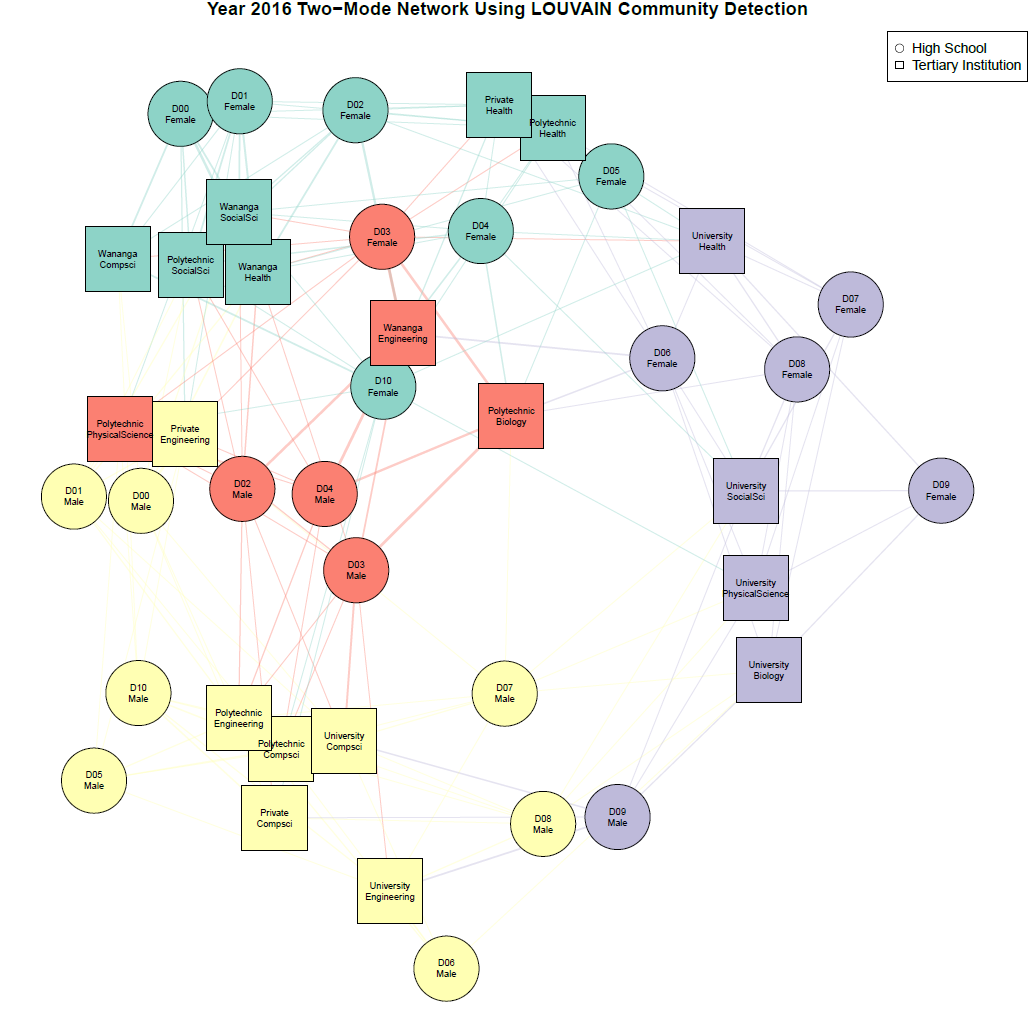 Year 2016 Two−Mode Network Using LOUVAIN Community Detection
High School
Tertiary Institution
D00
Female
D01
Female
D02
Female
Private
Health
Polytechnic
Health
D05
Female
Wananga
SocialSci
D03
Female
D04
Female
University
Health
Wananga
Compsci
Polytechnic
SocialSci
Wananga
Health
D07
Female
Wananga
Engineering
D06
Female
D08
Female
D10
Female
Polytechnic
Biology
Polytechnic
PhysicalScience
Private
Engineering
D01
Male
D00
Male
D02
Male
D04
Male
University
SocialSci
D09
Female
D03
Male
University
PhysicalScience
University
Biology
D10
Male
D07
Male
Polytechnic
Engineering
Polytechnic
Compsci
University
Compsci
D05
Male
Private
Compsci
D08
Male
D09
Male
University
Engineering
D06
Male